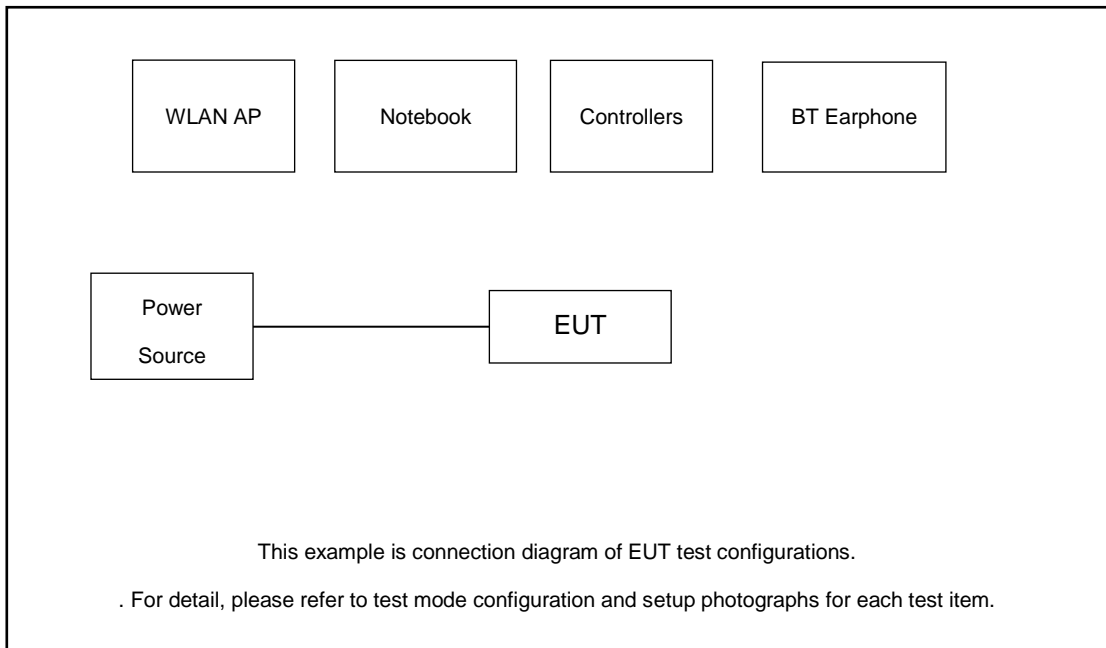 WLAN AP
Notebook
Controllers
BT Earphone
Power
Source
EUT
This example is connection diagram of EUT test configurations.
. For detail, please refer to test mode configuration and setup photographs for each test item.